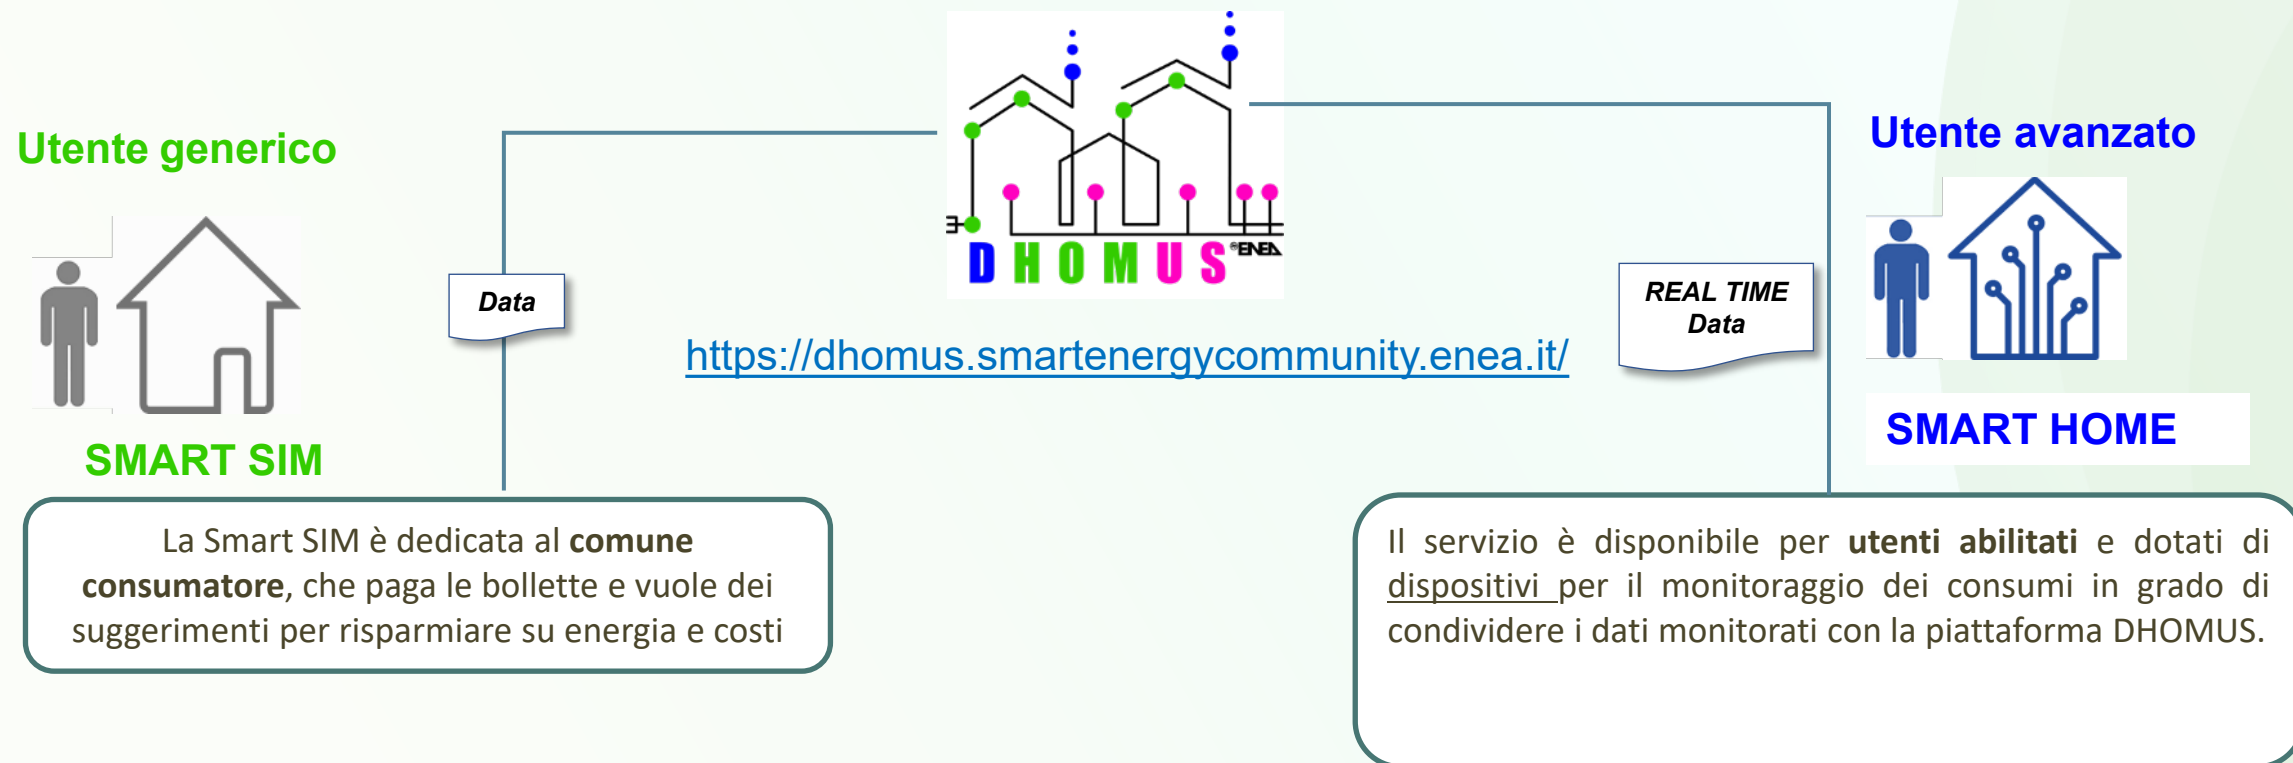 Utente generico
SMART SIM
Data
DHOMUS
®ENEA
https://dhomus.smartenergycommunity.enea.it/
REAL TIME
Data
Utente avanzato
SMART HOME
La Smart SIM è dedicata al comune
consumatore, che paga le bollette e vuole dei
suggerimenti per risparmiare su energia e costi
Il servizio è disponibile per utenti abilitati e dotati di
dispositivi per il monitoraggio dei consumi in grado di
condividere i dati monitorati con la piattaforma DHOMUS.